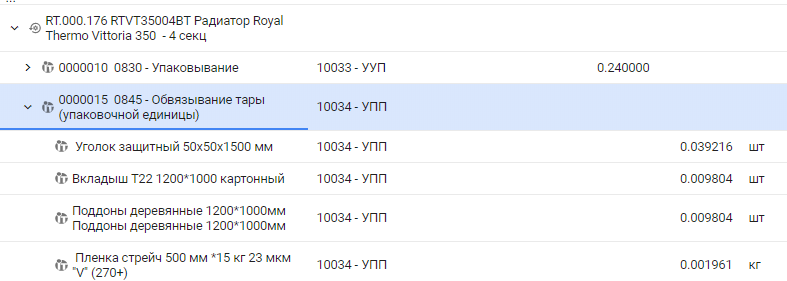 ...
RT.000.176 RTVT35004BT Радиатор Royal
Thermo Vittoria 350 - 4 секц
0000010 0830 - Упаковывание 10033 - УУП 0.240000
0000015 0845 - Обвязывание тары
(упаковочной единицы) 10034 - УПП
Уголок защитный 50x50x1500 мм 10034 - УПП 0.039216 шт
Вкладыш Т22 1200*1000 картонный 10034 - УПП 0.009804 шт
Поддоны деревянные 1200*1000мм
Поддоны деревянные 1200*1000мм 10034 - УПП 0.009804 шт
Пленка стрейч 500 мм *15 кг 23 мкм
"V" (270+) 10034 - УПП 0.001961 кг